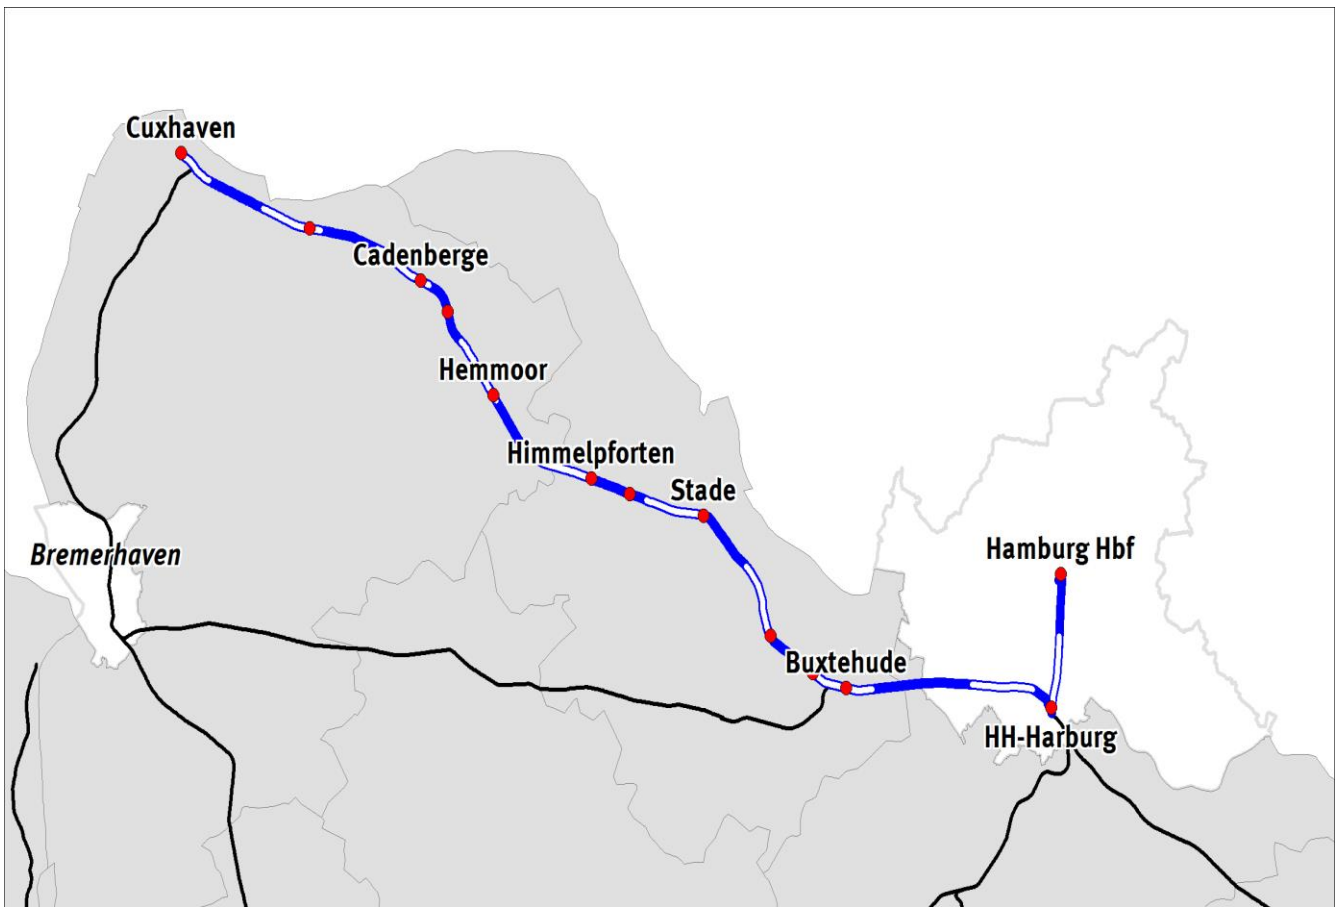 Cuxhaven
Cadenberge
Hemmoor
Himmelpforten
Stade
Bremerhaven
Hamburg Hbf
Buxtehude
HH-Harburg